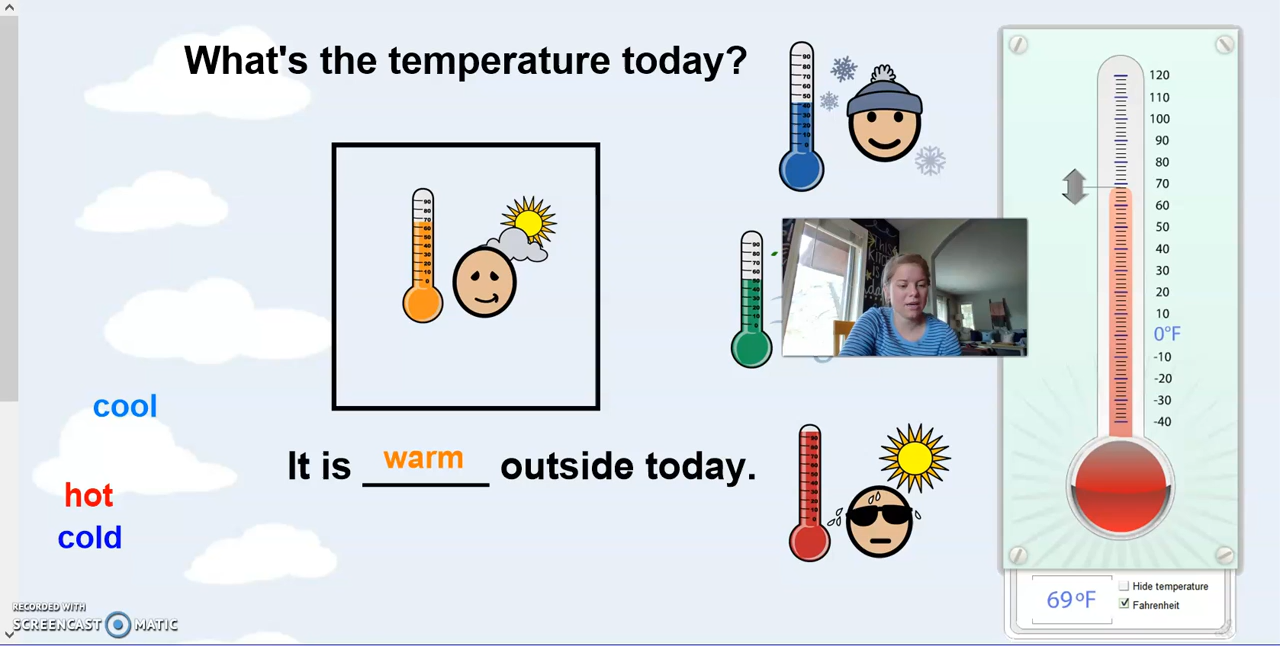 What's the temperature today?
120
110
100
90
80
70
60
50
40
30
20
10
0°F
-10
-20
-30
-40
cool
It is warm outside today.
hot
cold
Hide temperature
69 ºF
Fahrenheit
RECORDED WITH
SCREENCAST MATIC